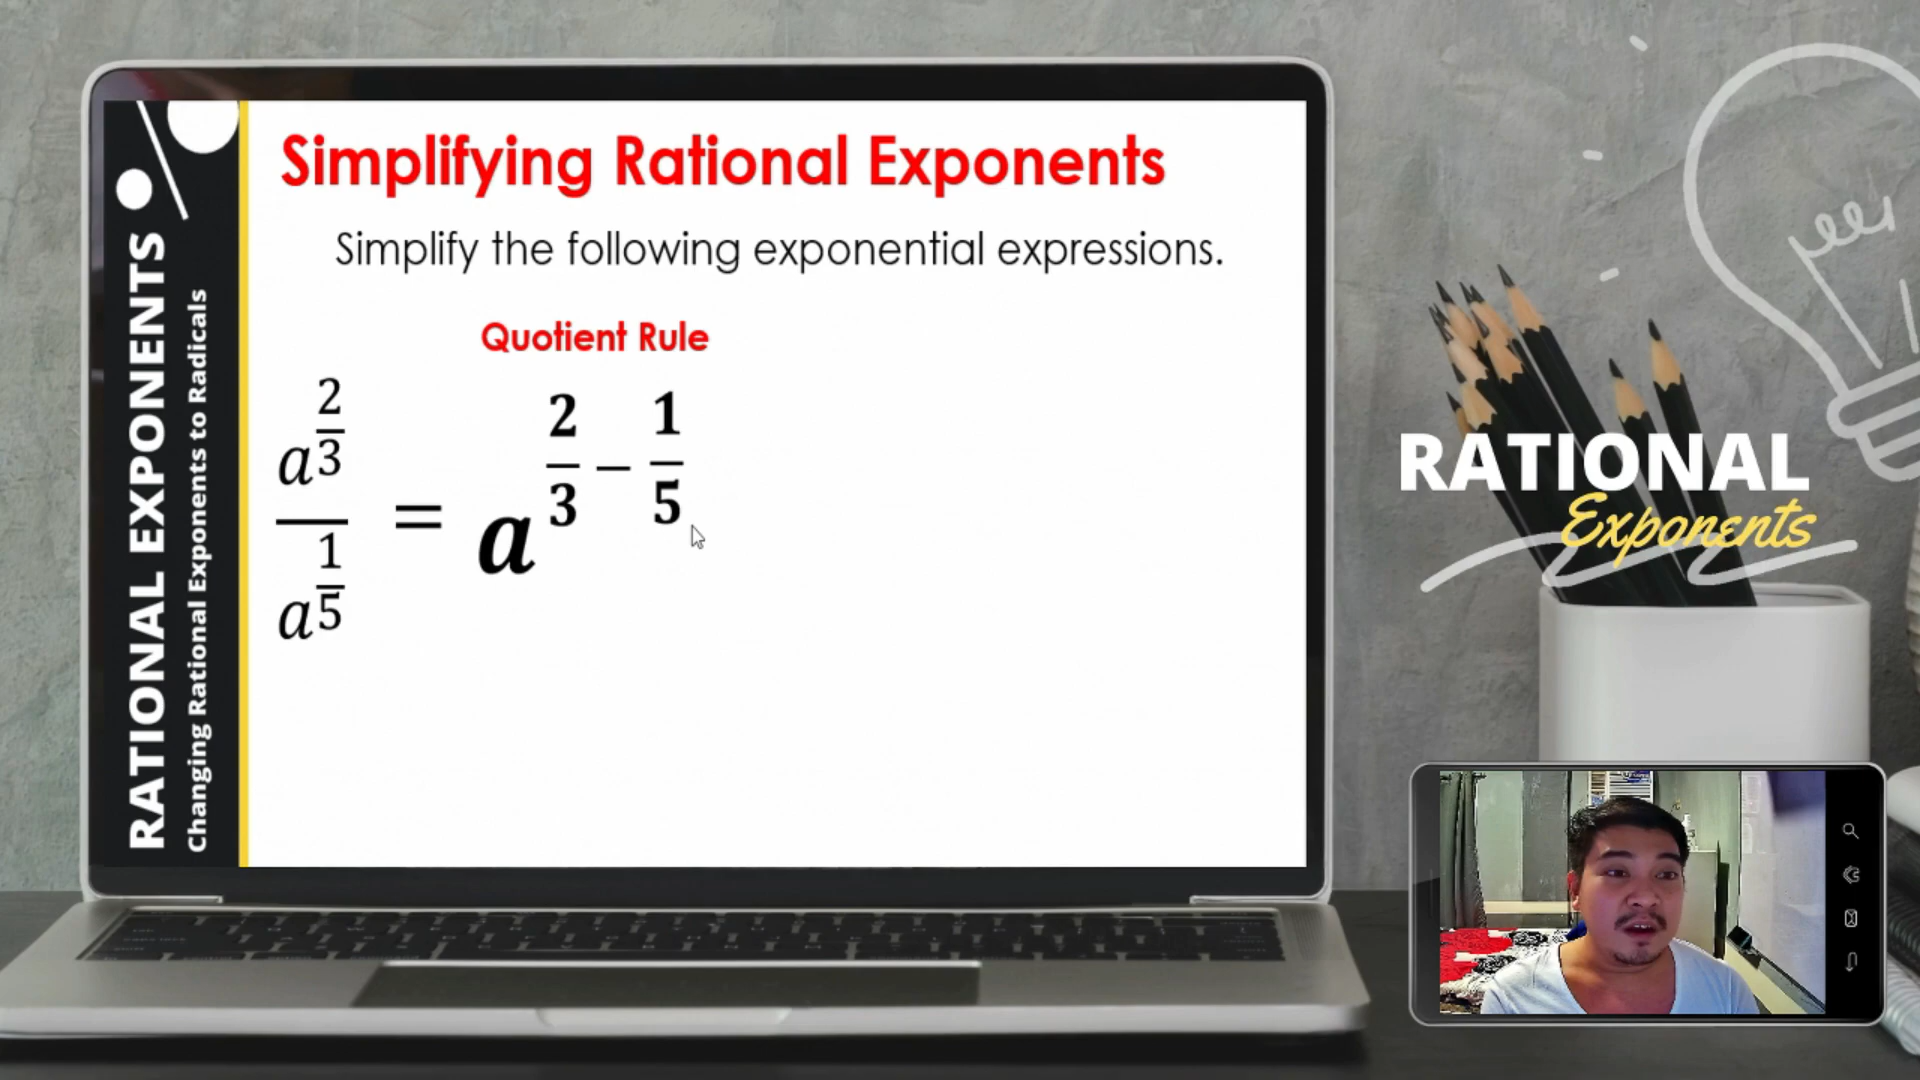 Simplifying Rational Exponents
Simplify the following exponential expressions.
Quotient Rule
a^(2/3) / a^(1/5) = a^(2/3 − 1/5)
RATIONAL EXPONENTS
Changing Rational Exponents to Radicals
RATIONAL
Exponents